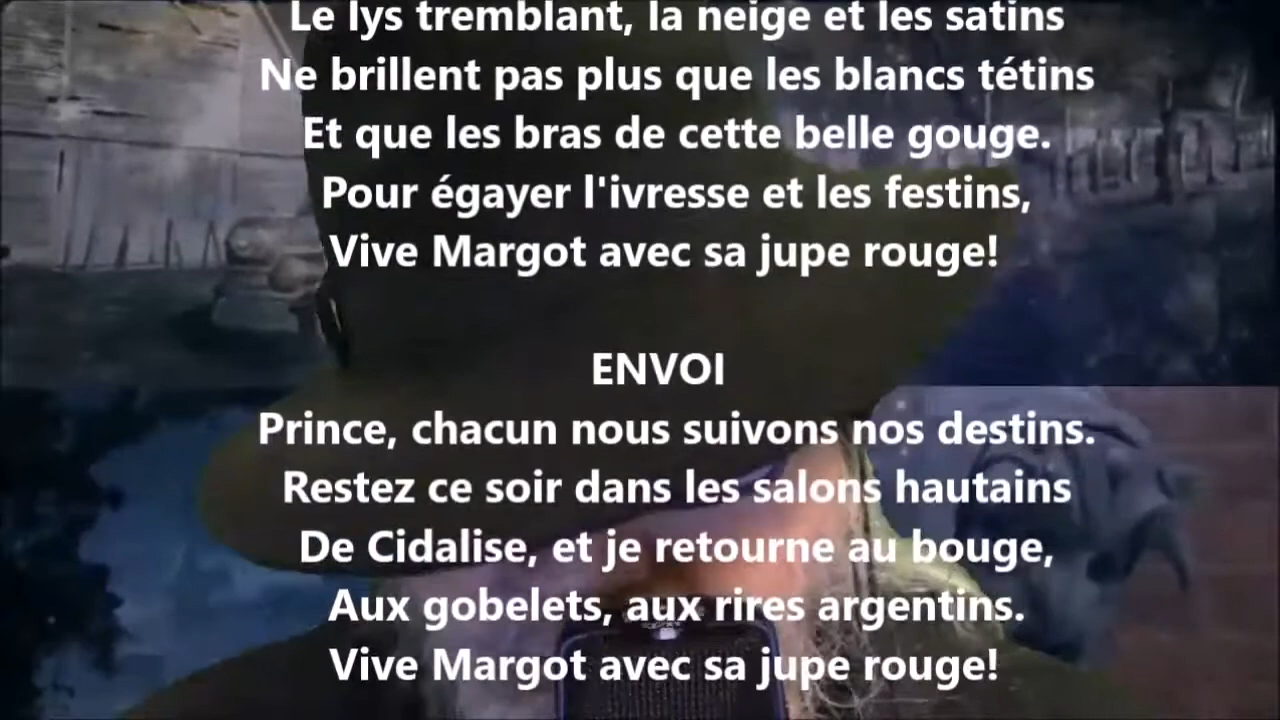 Le lys tremblant, la neige et les satins
Ne brillent pas plus que les blancs tétins
Et que les bras de cette belle gouge.
Pour égayer l'ivresse et les festins,
Vive Margot avec sa jupe rouge!
ENVOI
Prince, chacun nous suivons nos destins.
Restez ce soir dans les salons hautains
De Cidalise, et je retourne au bouge,
Aux gobelets, aux rires argentins.
Vive Margot avec sa jupe rouge!